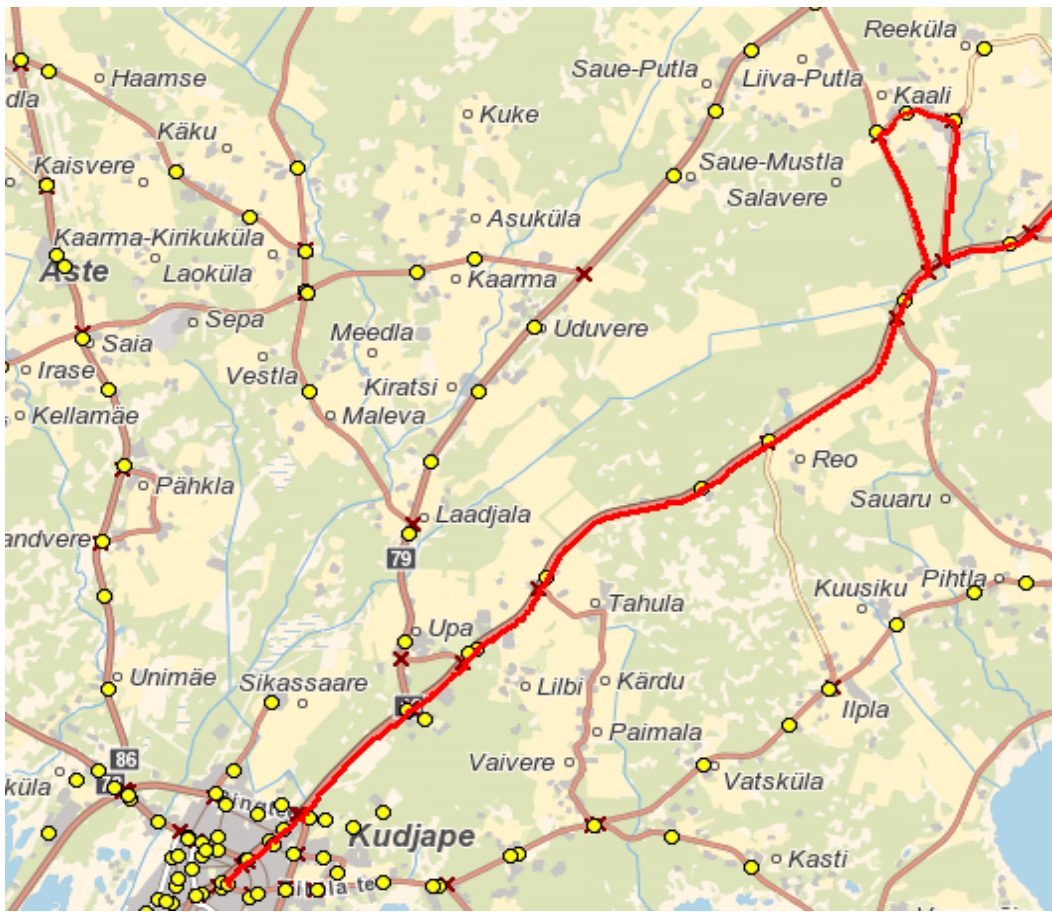 Reeküla
Haamse
Saue-Putla
Liiva-Putla
dla
Kaali
Kuke
Käku
Kaisvere
Saue-Mustla
Salavere
Asuküla
Kaarma-Kirikuküla
Aste
Laoküla
Kaarma
Sepa
Uduvere
Meedla
Saia
Irase
Vestla
Kiratsi
Kellamäe
Maleva
Reo
Pähkla
Sauaru
Laadjala
andvere
79
Pihtla
Kuusiku
Tahula
Upa
Unimäe
Sikassaare
Lilbi
Kärdu
Ilpla
Paimala
86
Vaivere
Vatsküla
küla
Kudjape
Kasti